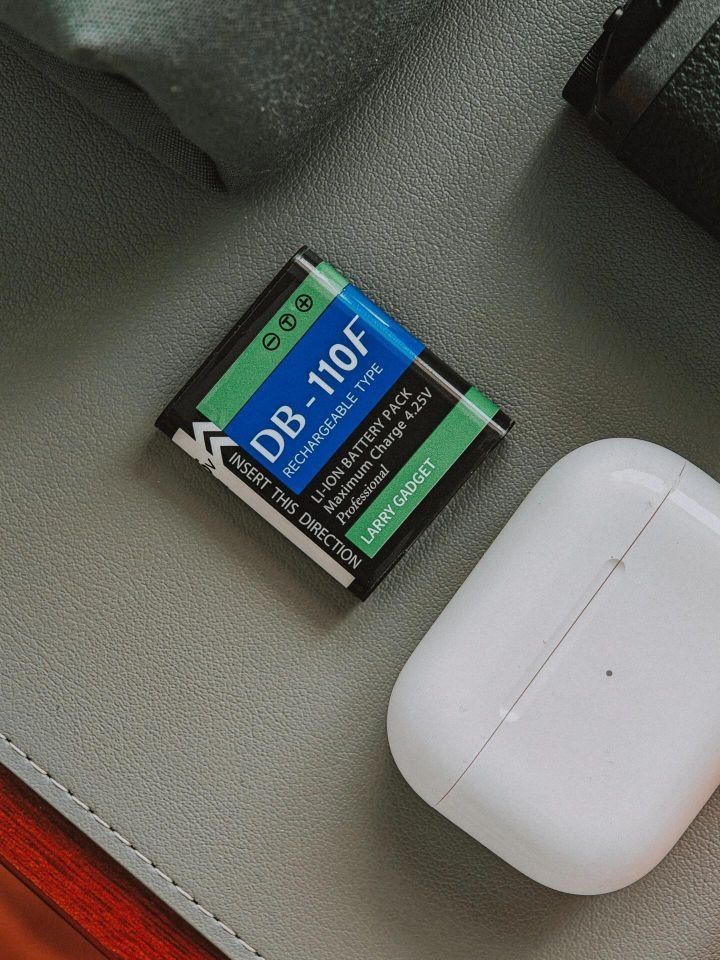 DB - 110F
RECHARGEABLE TYPE
LI-ION BATTERY PACK
Maximum Charge 4.25V
Professional
LARRY GADGET
INSERT THIS DIRECTION